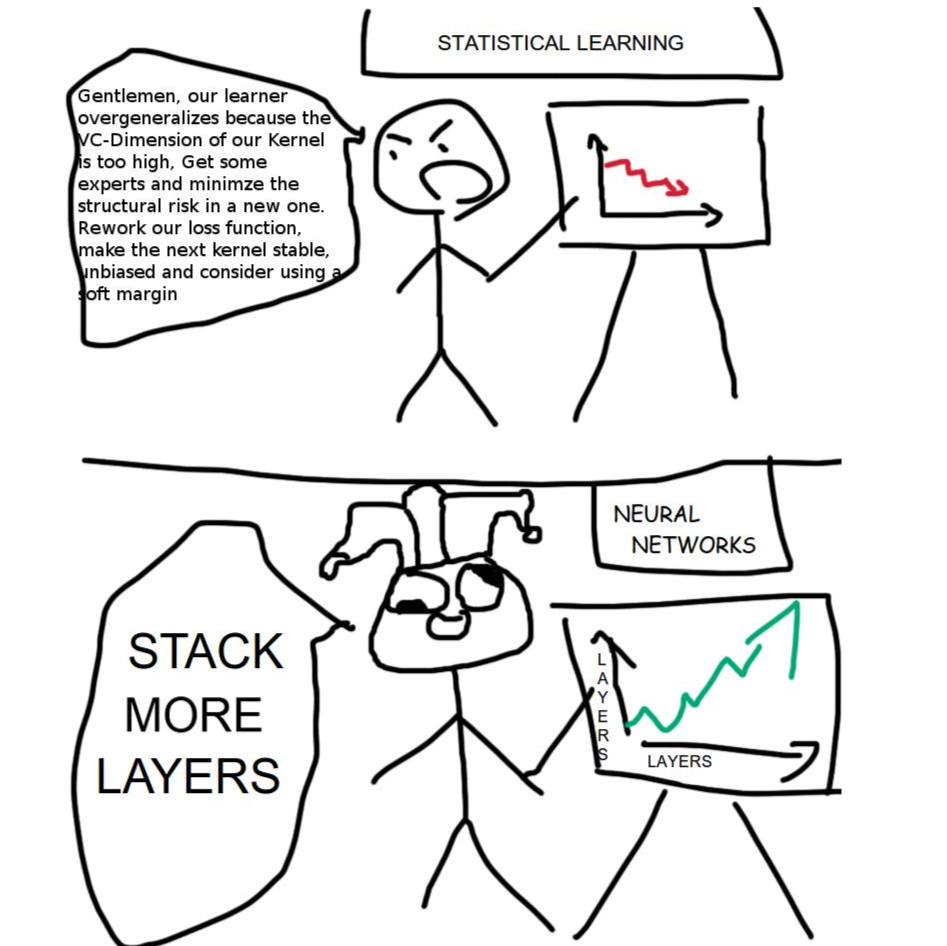 STATISTICAL LEARNING
Gentlemen, our learner
overgeneralizes because the
VC-Dimension of our Kernel
is too high, Get some
experts and minimze the
structural risk in a new one.
Rework our loss function,
make the next kernel stable,
unbiased and consider using a
soft margin
NEURAL
NETWORKS
STACK
MORE
LAYERS
LAYERS
LAYERS